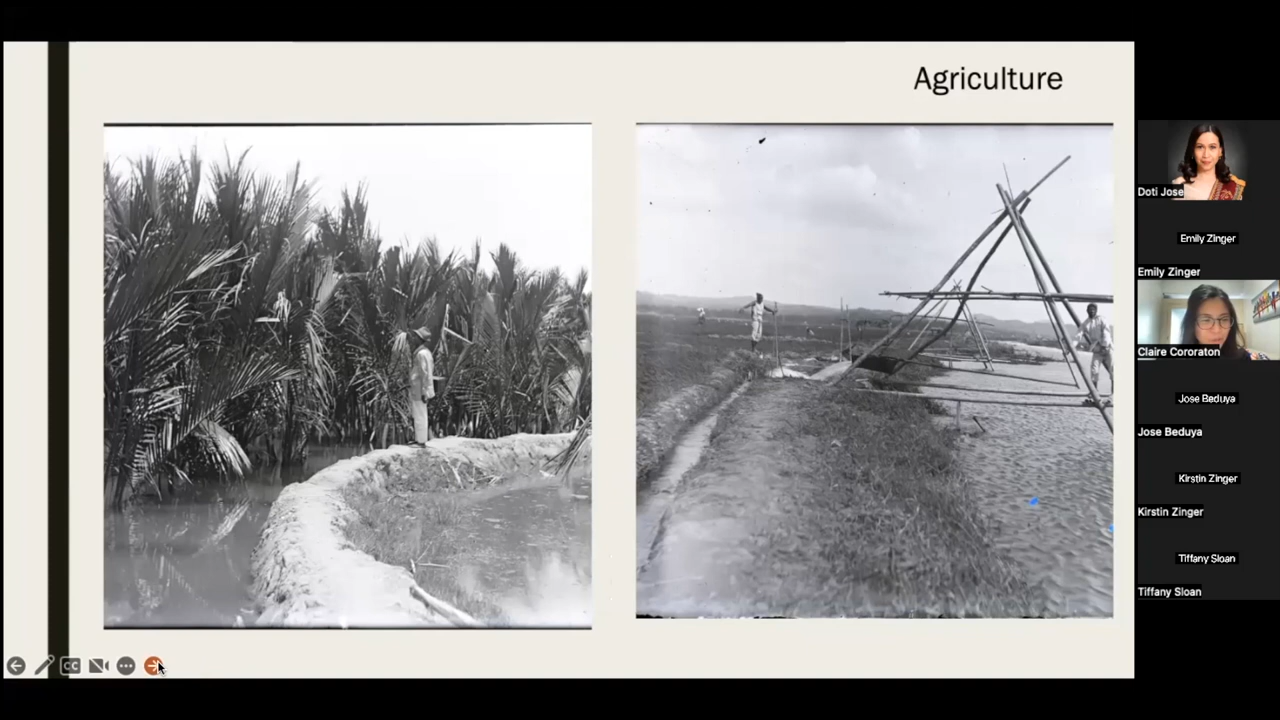 Agriculture
Doti Jose
Emily Zinger
Emily Zinger
Claire Cororaton
Jose Beduya
Jose Beduya
Kirstin Zinger
Kirstin Zinger
Tiffany Sloan
Tiffany Sloan
CC